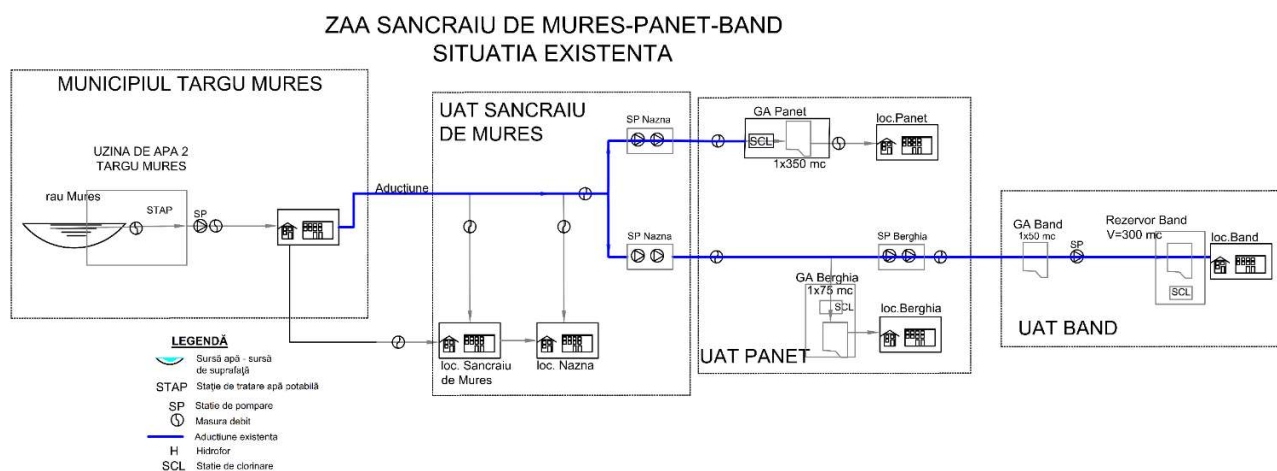 ZAA SANCRAIU DE MURES-PANET-BAND
SITUATIA EXISTENTA
MUNICIPIUL TARGU MURES
UZINA DE APA 2
TARGU MURES
rau Mures
STAP
SP
Aductiune
UAT SANCRAIU
DE MURES
SP Nazna
SP Nazna
loc. Sancraiu
de Mures
loc. Nazna
GA Panet
SCL
1x350 mc
loc.Panet
SP Berghia
GA Berghia
1x75 mc
SCL
loc.Berghia
UAT PANET
GA Band
1x50 mc
SP
Rezervor Band
V=300 mc
SCL
loc.Band
UAT BAND
LEGENDĂ
Sursă apă - sursă
de suprafață
STAP Stație de tratare apă potabilă
SP Statie de pompare
Masura debit
Aductiune existenta
H Hidrofor
SCL Statie de clorinare